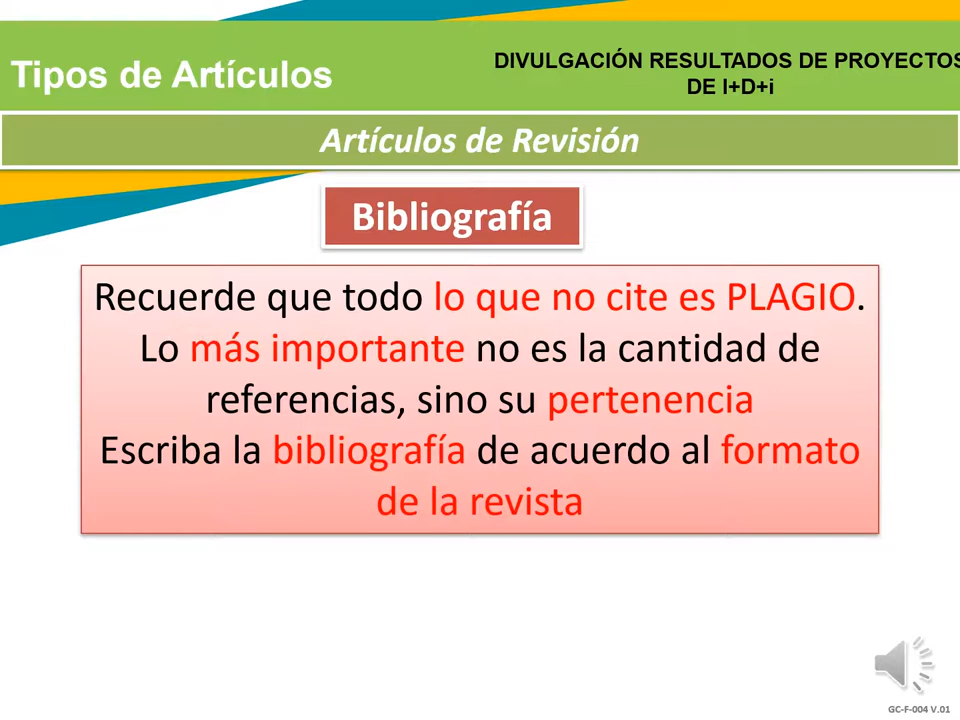 Tipos de Artículos
DIVULGACIÓN RESULTADOS DE PROYECTOS
DE I+D+i
Artículos de Revisión
Bibliografía
Recuerde que todo lo que no cite es PLAGIO.
Lo más importante no es la cantidad de
referencias, sino su pertenencia
Escriba la bibliografía de acuerdo al formato
de la revista
GC-F-004 V.01